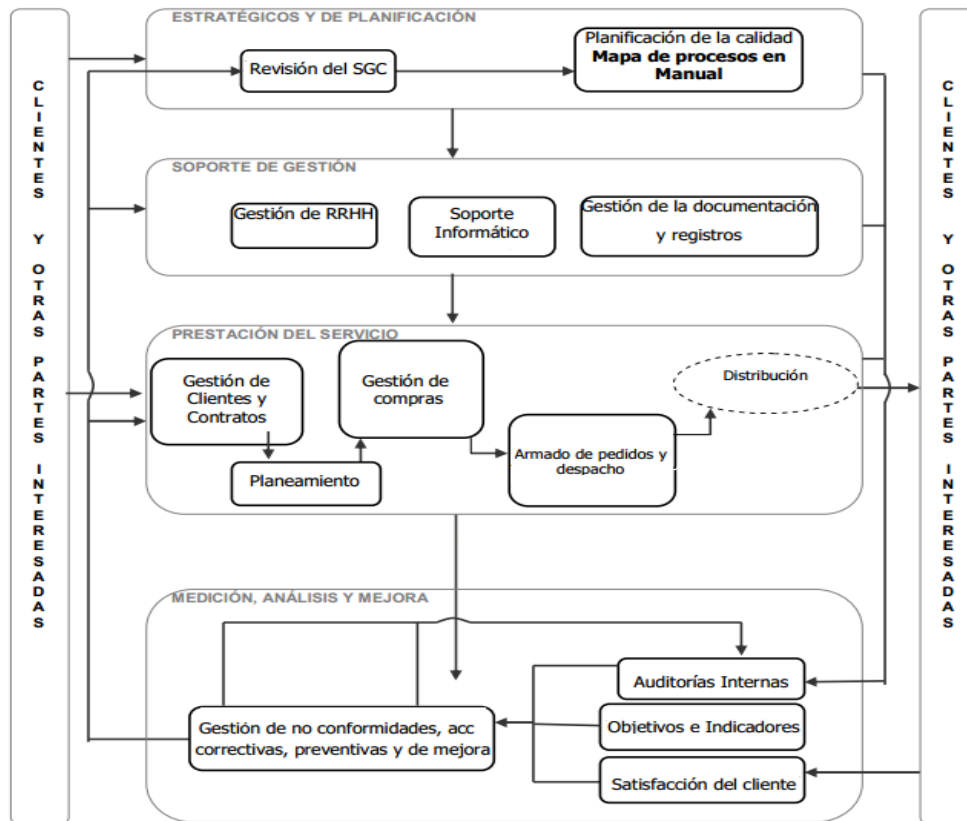 ESTRATÉGICOS Y DE PLANIFICACIÓN
Revisión del SGC
Planificación de la calidad
Mapa de procesos en
Manual
SOPORTE DE GESTIÓN
Gestión de RRHH
Soporte
Informático
Gestión de la documentación
y registros
PRESTACIÓN DEL SERVICIO
Gestión de
Clientes y
Contratos
Planeamiento
Gestión de
compras
Armado de pedidos y
despacho
Distribución
MEDICIÓN, ANÁLISIS Y MEJORA
Gestión de no conformidades, acc
correctivas, preventivas y de mejora
Auditorías Internas
Objetivos e Indicadores
Satisfacción del cliente
CLIENTES Y OTRAS PARTES INTERESADAS
CLIENTES Y OTRAS PARTES INTERESADAS